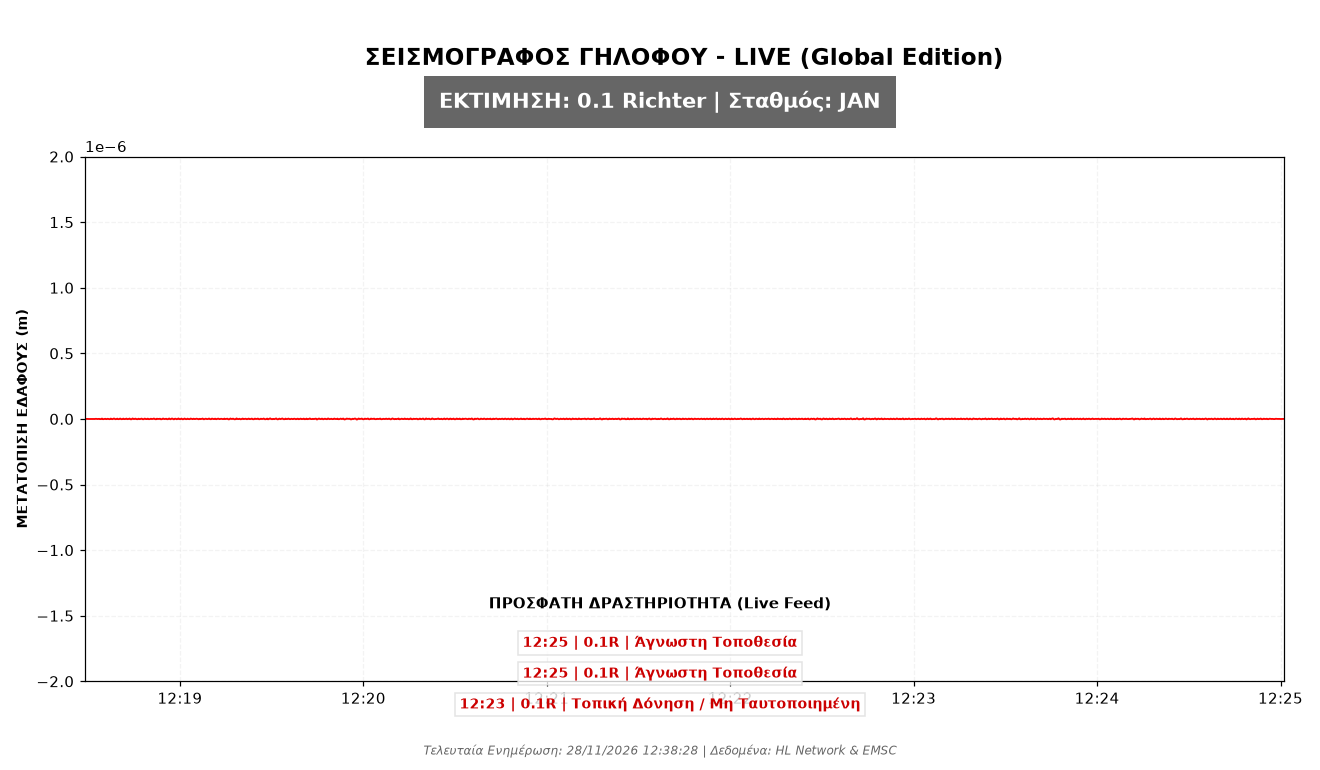 ΣΕΙΣΜΟΓΡΑΦΟΣ ΓΗΛΟΦΟΥ - LIVE (Global Edition)
ΕΚΤΙΜΗΣΗ: 0.1 Richter | Σταθμός: JAN
1e−6
2.0
1.5
1.0
0.5
0.0
−0.5
−1.0
−1.5
−2.0
ΜΕΤΑΤΟΠΙΣΗ ΕΔΑΦΟΥΣ (m)
ΠΡΟΣΦΑΤΗ ΔΡΑΣΤΗΡΙΟΤΗΤΑ (Live Feed)
12:25 | 0.1R | Άγνωστη Τοποθεσία
12:25 | 0.1R | Άγνωστη Τοποθεσία
12:19 12:20 12:21 12:22 12:23 12:24 12:25
12:23 | 0.1R | Τοπική Δόνηση / Μη Ταυτοποιημένη
Τελευταία Ενημέρωση: 28/11/2026 12:38:28 | Δεδομένα: HL Network & EMSC